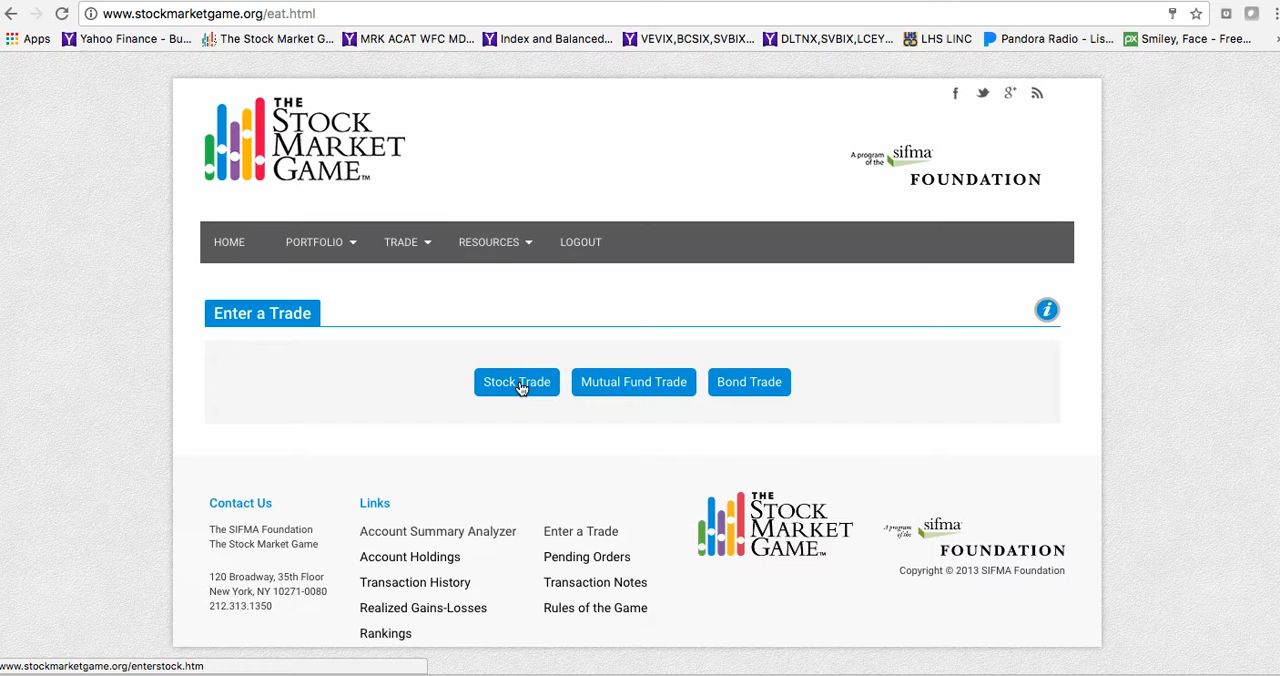 www.stockmarketgame.org/eat.html
Apps Yahoo Finance - Bu... The Stock Market G... MRK ACAT WFC MD... Index and Balanced... VEVIX,BCSIX,SVBIX... DLTNX,SVBIX,LCEY... LHS LINC Pandora Radio - Lis... Smiley, Face - Free...
THE
STOCK
MARKET
GAME™
A program of the sifma
FOUNDATION
HOME PORTFOLIO TRADE RESOURCES LOGOUT
Enter a Trade
Stock Trade Mutual Fund Trade Bond Trade
Contact Us
The SIFMA Foundation
The Stock Market Game
120 Broadway, 35th Floor
New York, NY 10271-0080
212.313.1350
Links
Account Summary Analyzer
Account Holdings
Transaction History
Realized Gains-Losses
Rankings
Enter a Trade
Pending Orders
Transaction Notes
Rules of the Game
THE
STOCK
MARKET
GAME™
A program of the sifma
FOUNDATION
Copyright © 2013 SIFMA Foundation
www.stockmarketgame.org/enterstock.htm